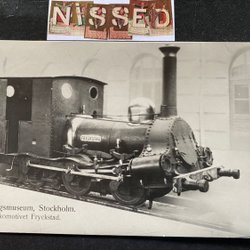 NiSSED
gsmuseum, Stockholm.
komotivet Fryckstad.